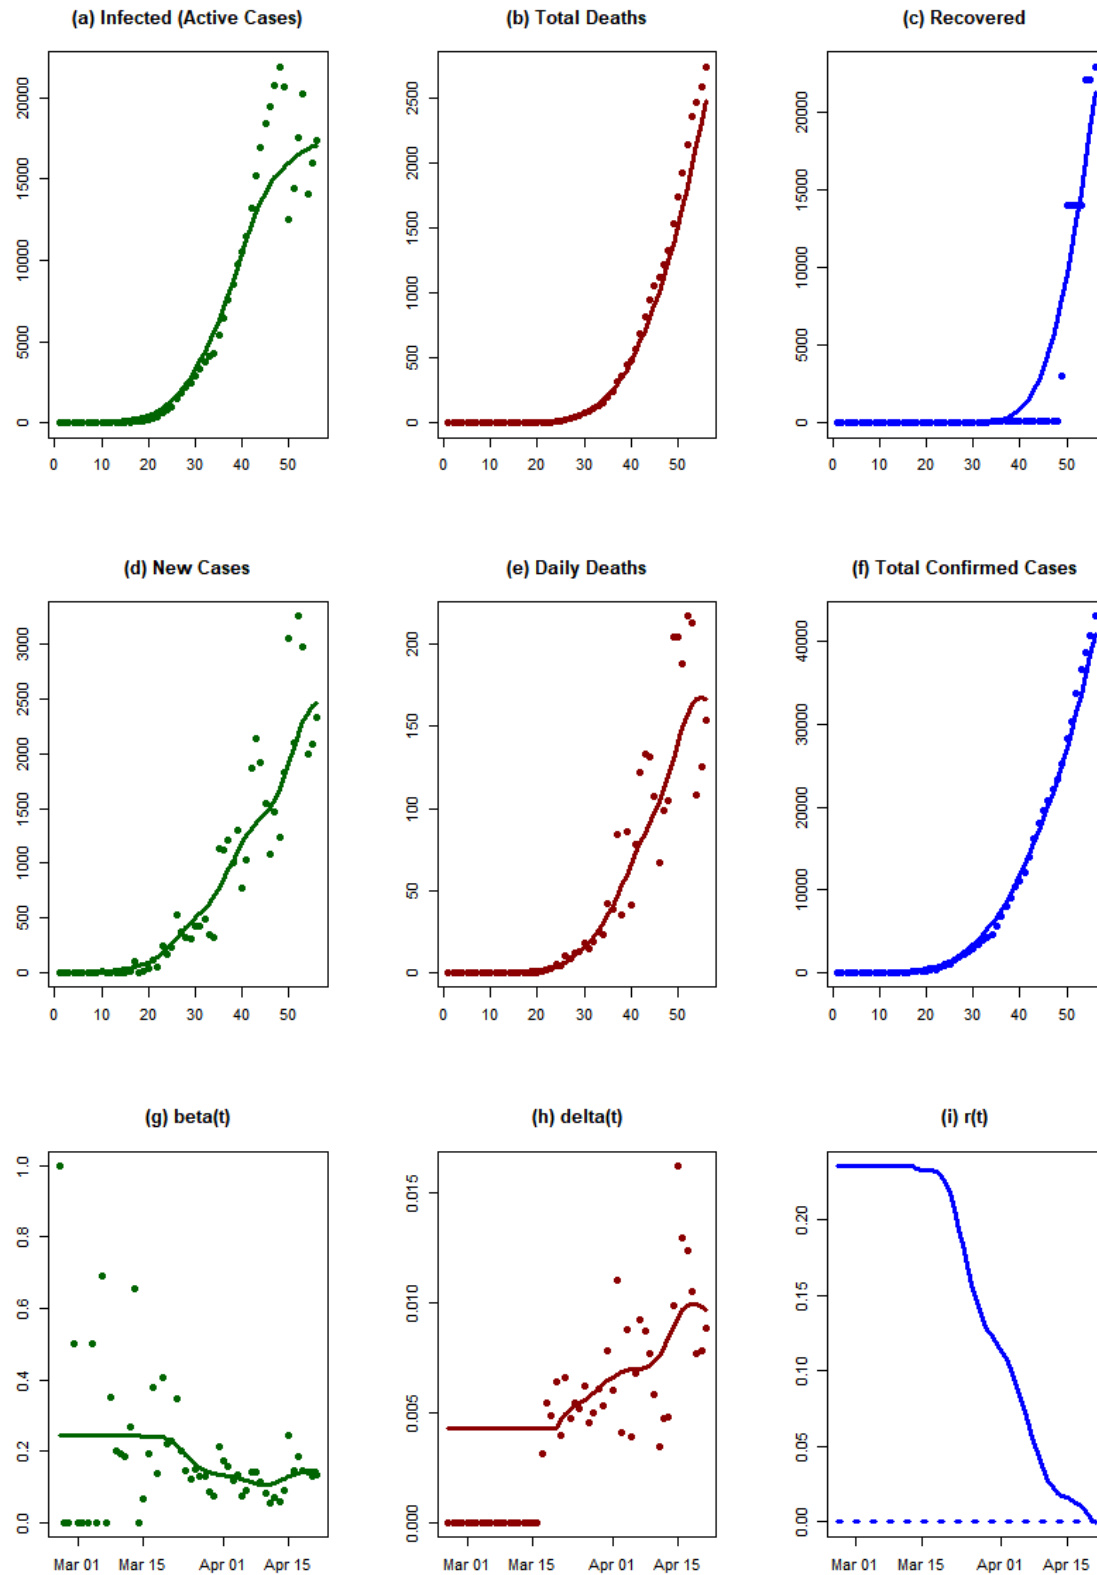 (a) Infected (Active Cases)
(b) Total Deaths
(c) Recovered
20000
15000
10000
5000
0
0 10 20 30 40 50
2500
2000
1500
1000
500
0
0 10 20 30 40 50
20000
15000
10000
5000
0
0 10 20 30 40 50
(d) New Cases
(e) Daily Deaths
(f) Total Confirmed Cases
3000
2500
2000
1500
1000
500
0
0 10 20 30 40 50
200
150
100
50
0
0 10 20 30 40 50
40000
30000
20000
10000
0
0 10 20 30 40 50
(g) beta(t)
(h) delta(t)
(i) r(t)
1.0
0.8
0.6
0.4
0.2
0.0
Mar 01 Mar 15 Apr 01 Apr 15
0.015
0.010
0.005
0.000
Mar 01 Mar 15 Apr 01 Apr 15
0.20
0.15
0.10
0.05
0.00
Mar 01 Mar 15 Apr 01 Apr 15